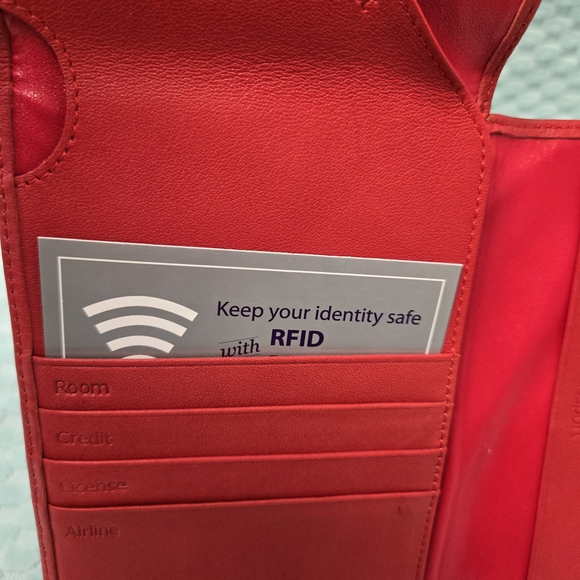 Keep your identity safe
with RFID
Room
Credit
License
Airline